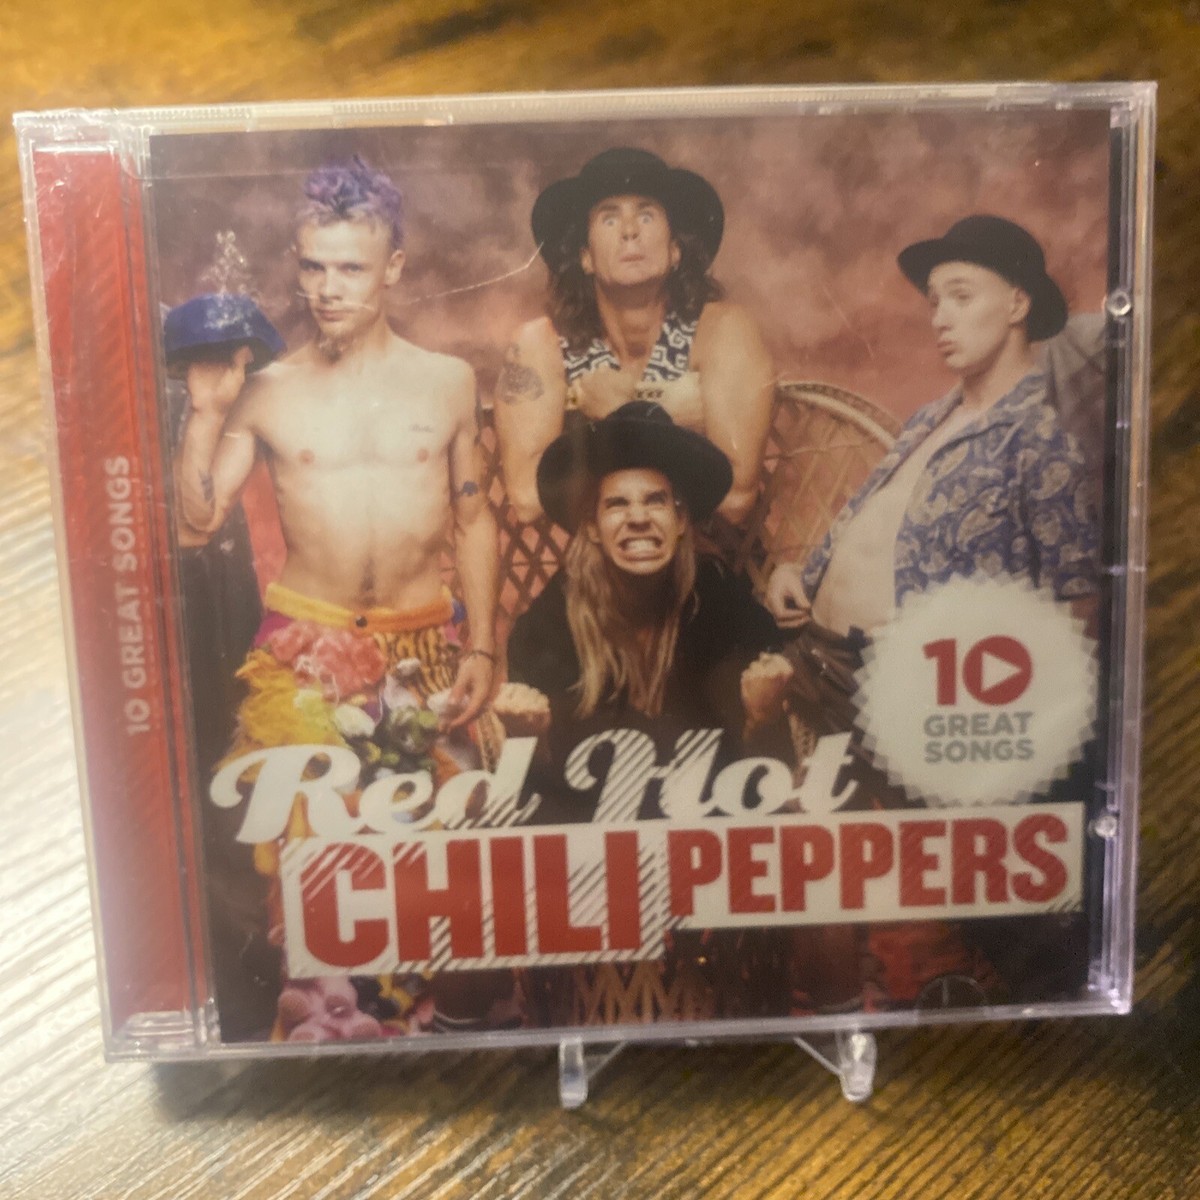 10 GREAT SONGS
10
GREAT
SONGS
Red Hot
CHILI PEPPERS